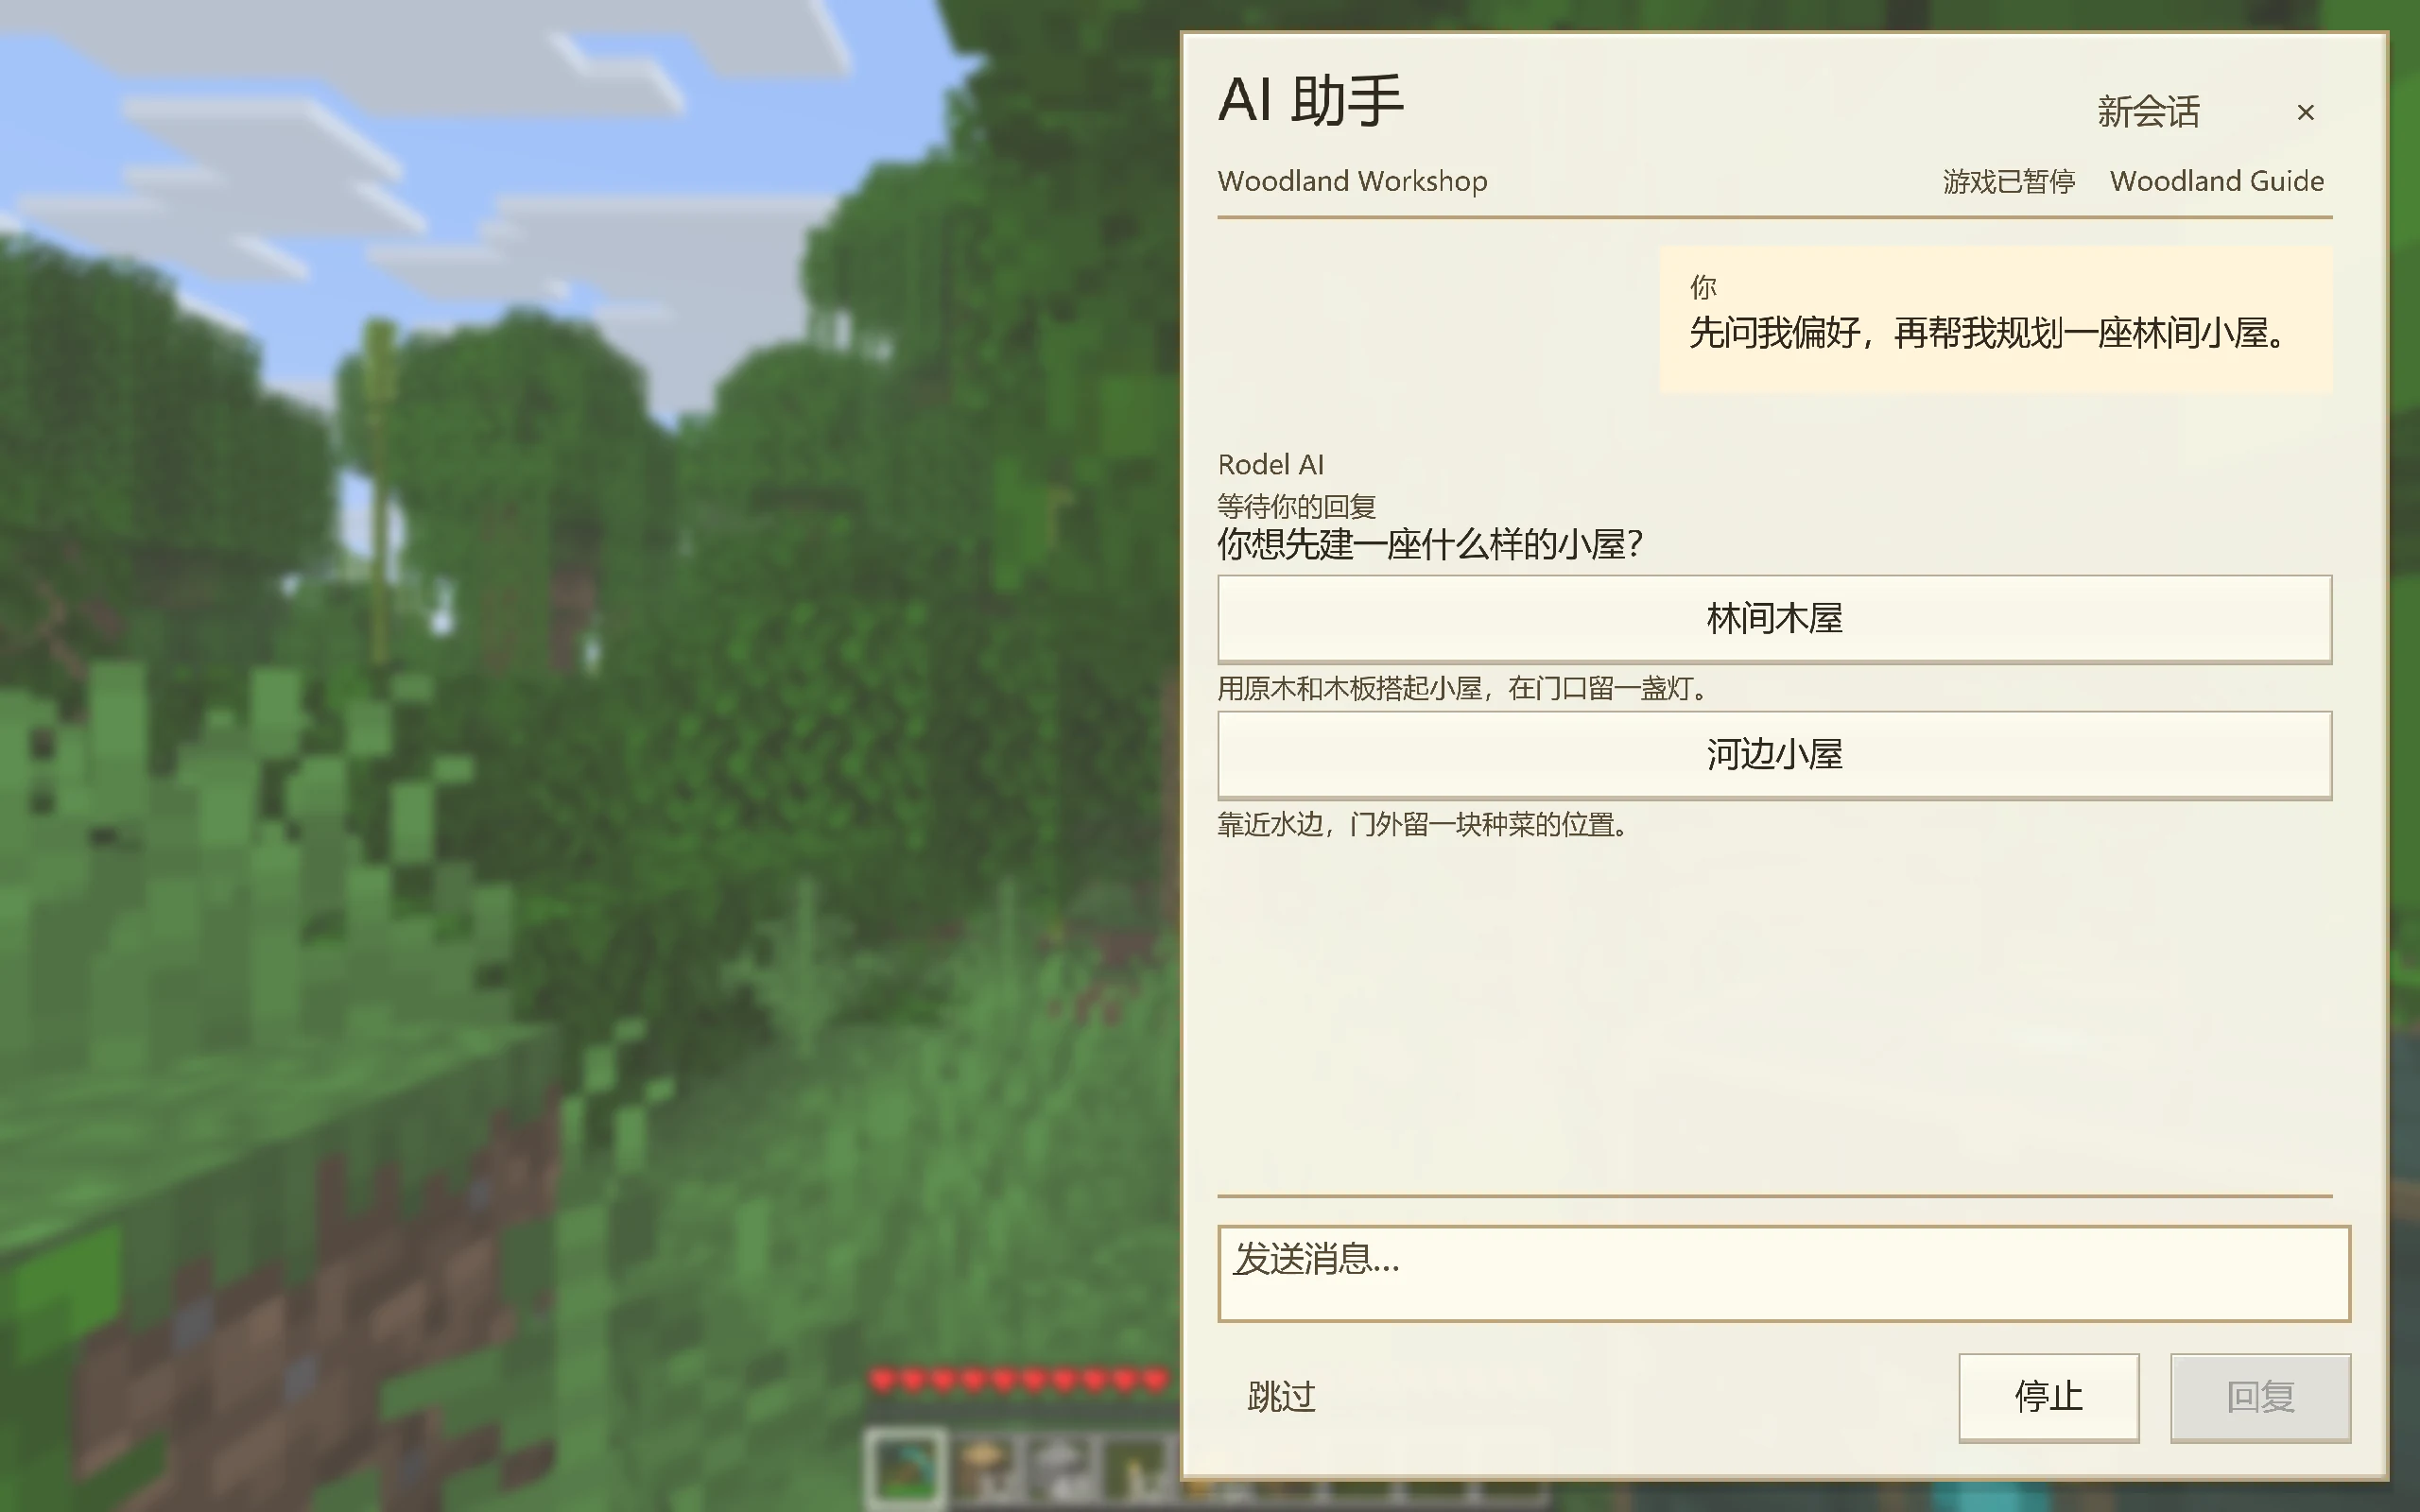 AI 助手
新会话
×
Woodland Workshop
游戏已暂停 Woodland Guide
你
先问我偏好，再帮我规划一座林间小屋。
Rodel AI
等待你的回复
你想先建一座什么样的小屋？
林间木屋
用原木和木板搭起小屋，在门口留一盏灯。
河边小屋
靠近水边，门外留一块种菜的位置。
发送消息...
跳过
停止
回复